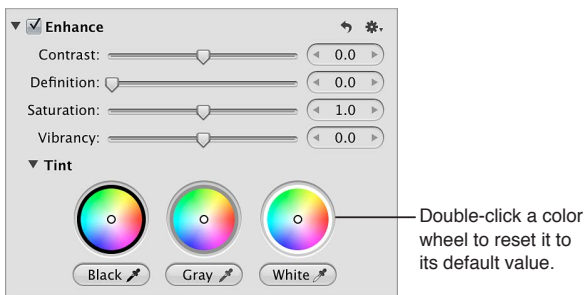 Enhance
Contrast: 0.0
Definition: 0.0
Saturation: 1.0
Vibrancy: 0.0
Tint
Black Gray White
Double-click a color
wheel to reset it to
its default value.